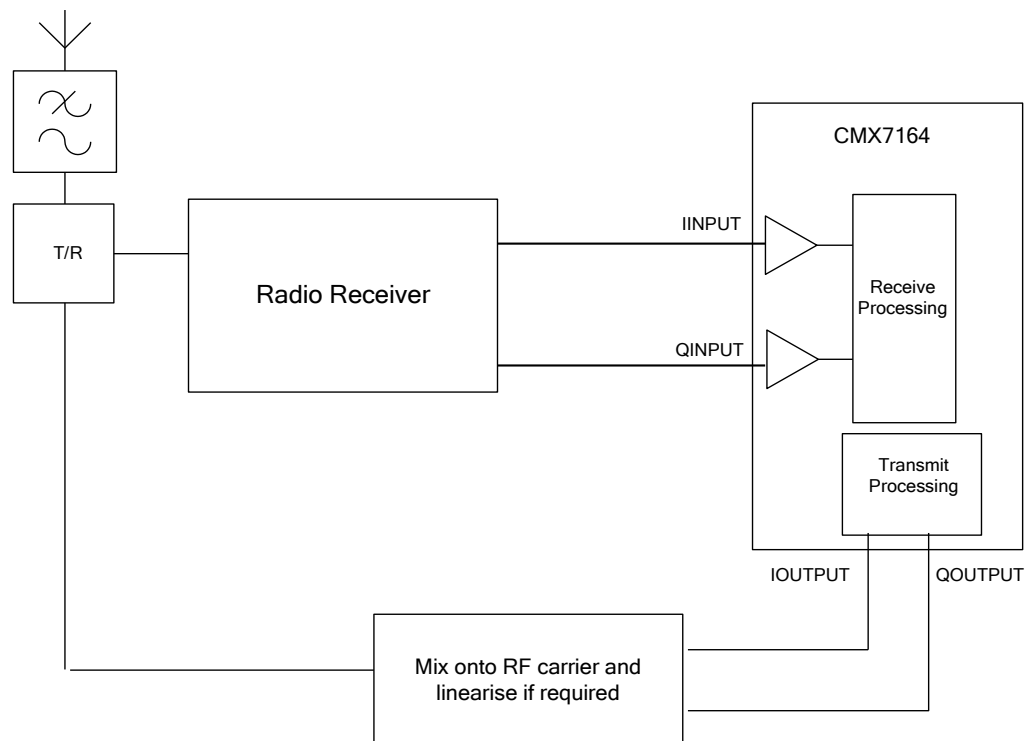 CMX7164
IINPUT
T/R
Radio Receiver
Receive
Processing
QINPUT
Transmit
Processing
IOUTPUT
QOUTPUT
Mix onto RF carrier and
linearise if required